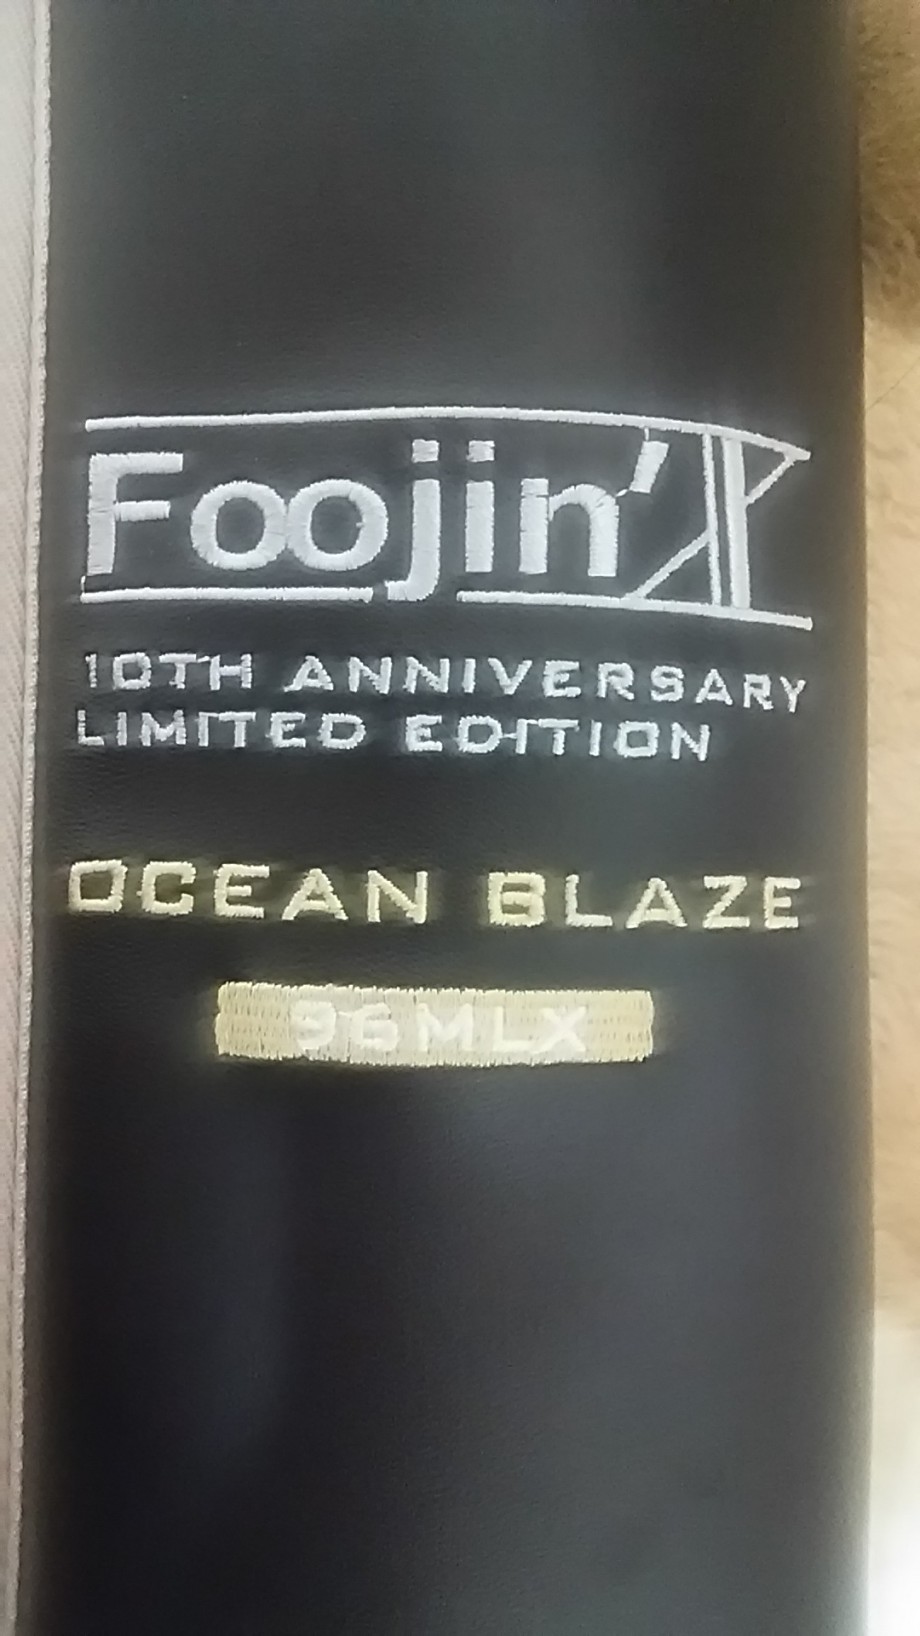 Foojin'X
10TH ANNIVERSARY
LIMITED EDITION
OCEAN BLAZE
96MLX